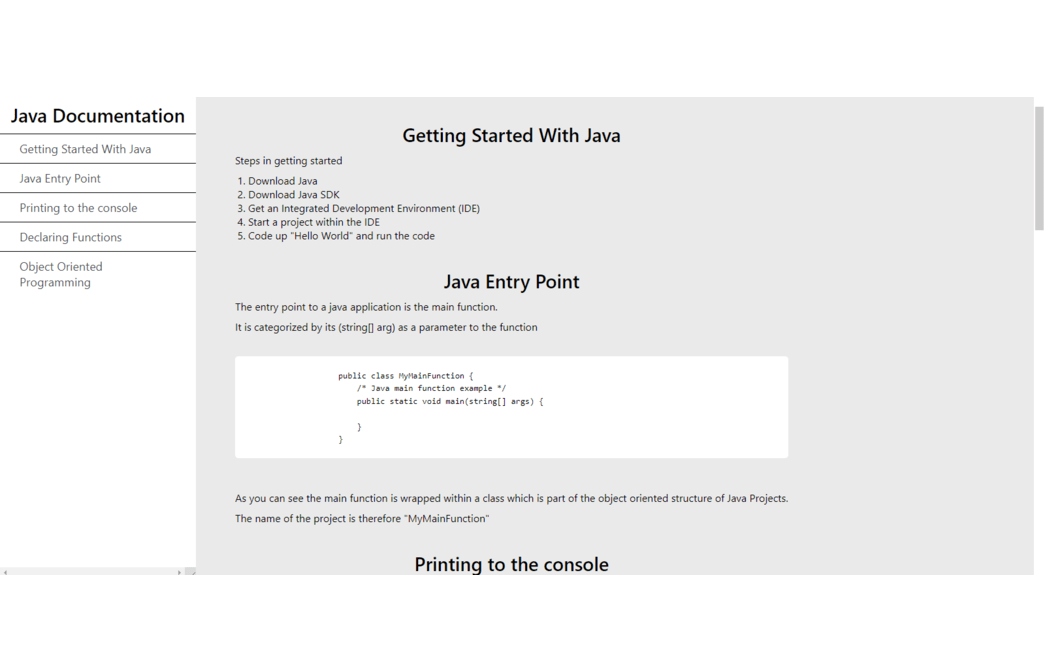 Java Documentation
Getting Started With Java
Java Entry Point
Printing to the console
Declaring Functions
Object Oriented
Programming
Getting Started With Java
Steps in getting started
1. Download Java
2. Download Java SDK
3. Get an Integrated Development Environment (IDE)
4. Start a project within the IDE
5. Code up "Hello World" and run the code
Java Entry Point
The entry point to a java application is the main function.
It is categorized by its (string[] arg) as a parameter to the function
public class MyMainFunction {
/* Java main function example */
public static void main(string[] args) {
}
}
As you can see the main function is wrapped within a class which is part of the object oriented structure of Java Projects.
The name of the project is therefore "MyMainFunction"
Printing to the console